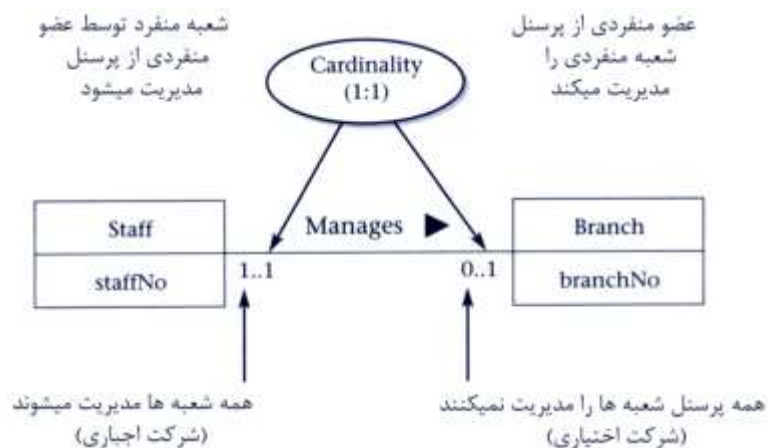 شعبه منفرد توسط عضو
منفردی از پرسنل
مدیریت میشود
Cardinality
(1:1)
عضو منفردی از پرسنل
شعبه منفردی را
مدیریت میکند
Staff
staffNo
Manages
1..1
0..1
Branch
branchNo
همه شعبه ها مدیریت میشوند
(شرکت اجباری)
همه پرسنل شعبه ها را مدیریت نمیکنند
(شرکت اختیاری)